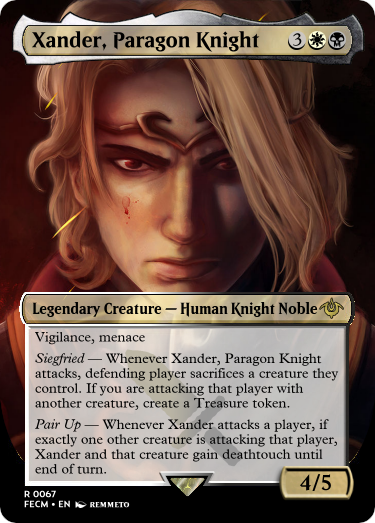 Xander, Paragon Knight 3
Legendary Creature — Human Knight Noble
Vigilance, menace
Siegfried — Whenever Xander, Paragon Knight
attacks, defending player sacrifices a creature they
control. If you are attacking that player with
another creature, create a Treasure token.
Pair Up — Whenever Xander attacks a player, if
exactly one other creature is attacking that player,
Xander and that creature gain deathtouch until
end of turn.
4/5
R 0067
FECM • EN REMMETO